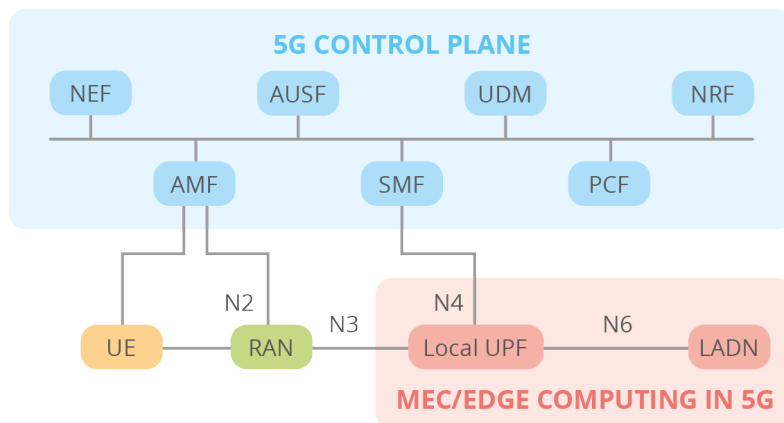 5G CONTROL PLANE
NEF
AUSF
UDM
NRF
AMF
SMF
PCF
N2
N4
N3
N6
UE
RAN
Local UPF
LADN
MEC/EDGE COMPUTING IN 5G